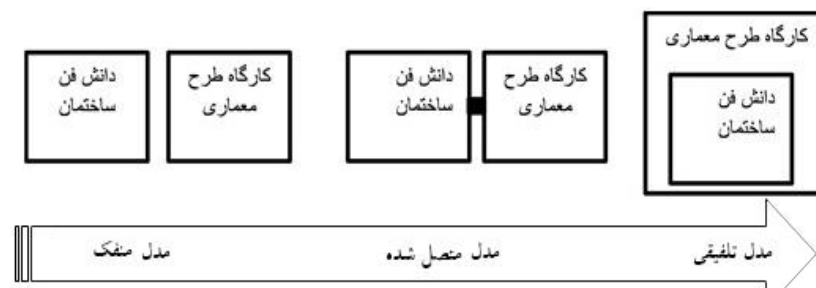 کارگاه طرح معماری
دانش فن
ساختمان
کارگاه طرح
معماری
دانش فن
ساختمان
کارگاه طرح
معماری
دانش فن
ساختمان
مدل تلفیقی
مدل متصل شده
مدل منفک